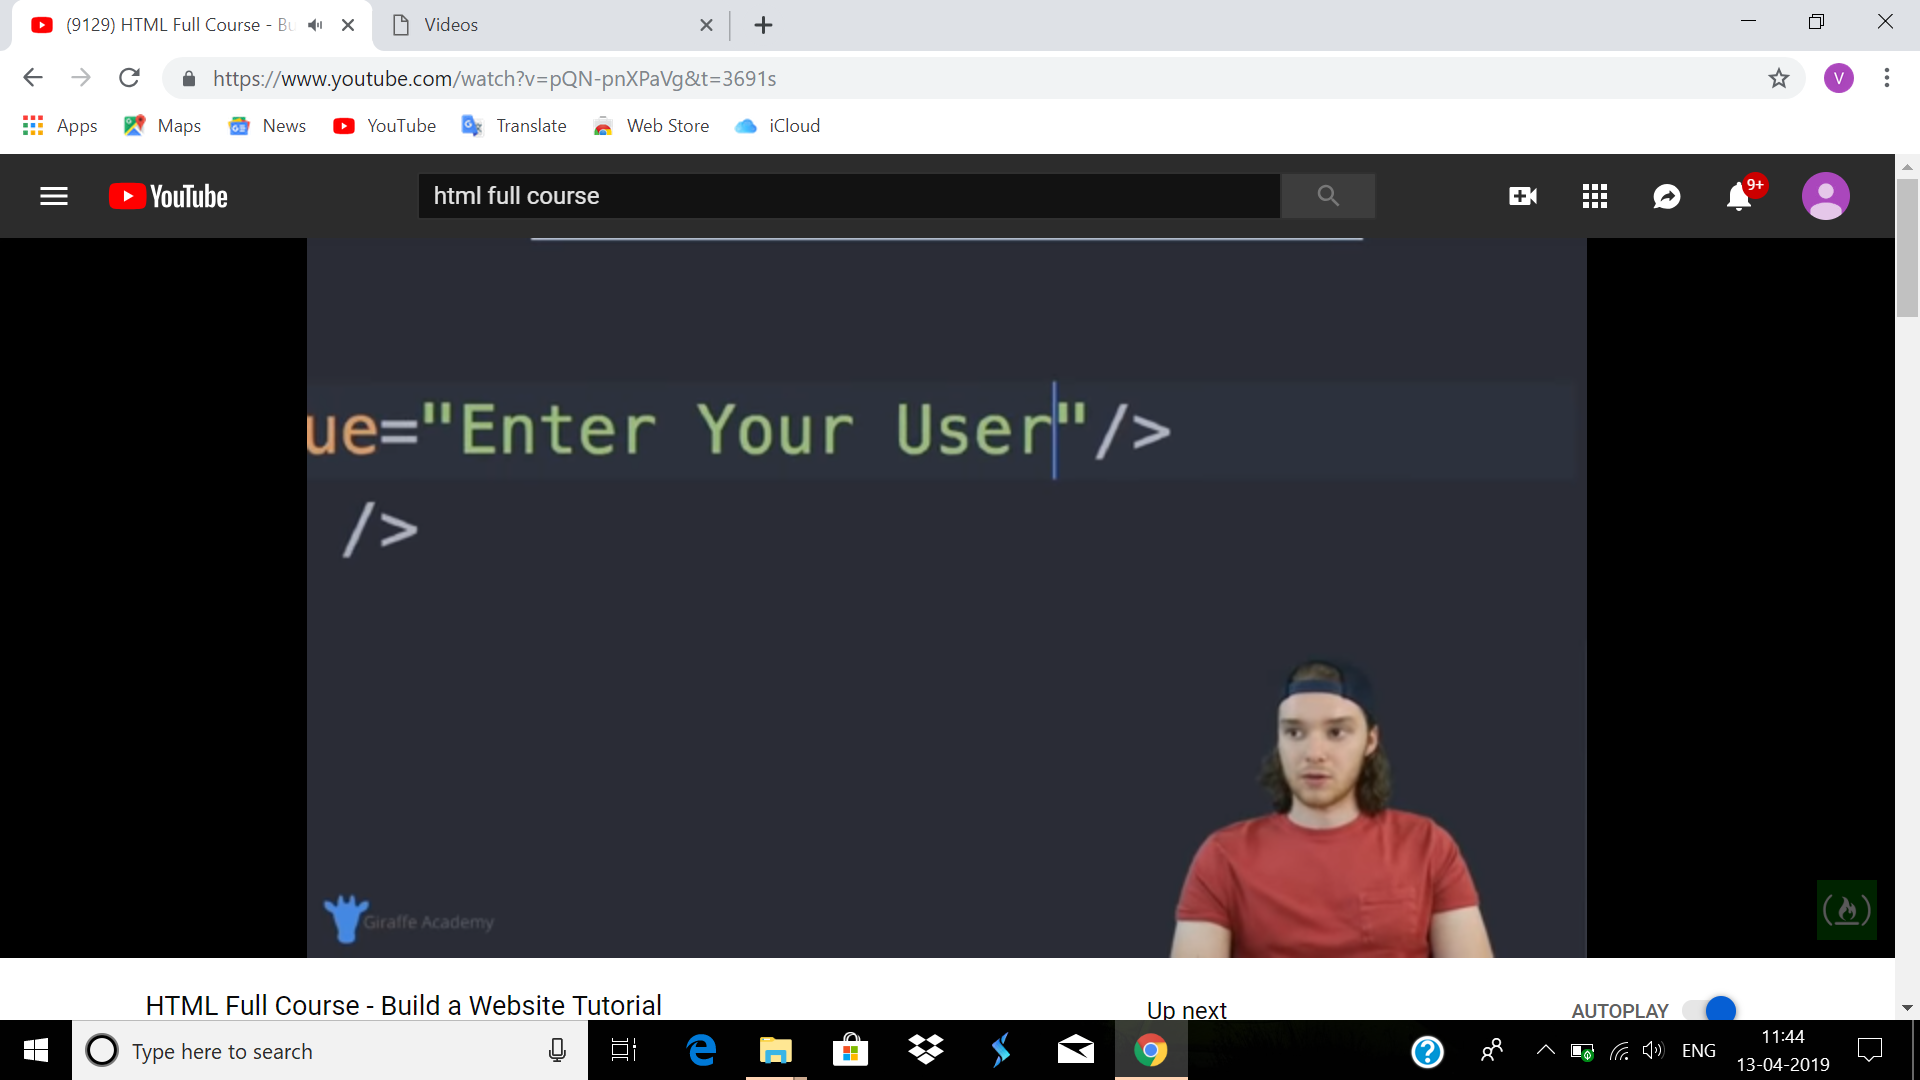 (9129) HTML Full Course - Bu
Videos
https://www.youtube.com/watch?v=pQN-pnXPaVg&t=3691s
V
Apps
Maps
News
YouTube
Translate
Web Store
iCloud
YouTube
html full course
9+
ue="Enter Your User"/>
/>
Giraffe Academy
HTML Full Course - Build a Website Tutorial
Up next
AUTOPLAY
Type here to search
ENG
11:44
13-04-2019